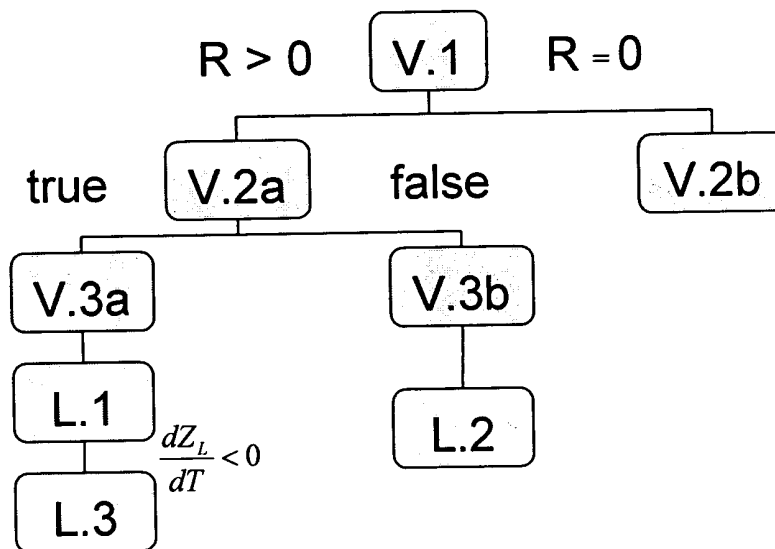 R > 0
V.1
R = 0
true
V.2a
false
V.2b
V.3a
V.3b
L.1
L.2
dZ_L/dT < 0
L.3